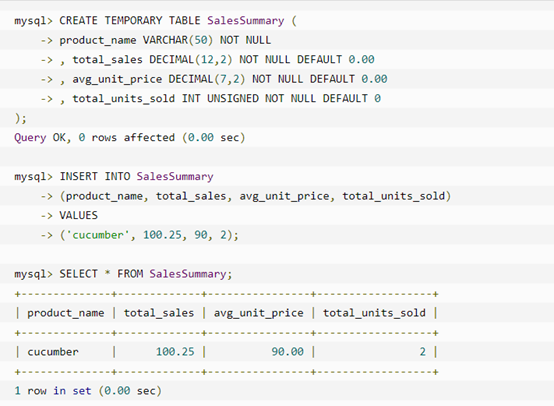 mysql> CREATE TEMPORARY TABLE SalesSummary (
    -> product_name VARCHAR(50) NOT NULL
    -> , total_sales DECIMAL(12,2) NOT NULL DEFAULT 0.00
    -> , avg_unit_price DECIMAL(7,2) NOT NULL DEFAULT 0.00
    -> , total_units_sold INT UNSIGNED NOT NULL DEFAULT 0
);
Query OK, 0 rows affected (0.00 sec)
mysql> INSERT INTO SalesSummary
    -> (product_name, total_sales, avg_unit_price, total_units_sold)
    -> VALUES
    -> ('cucumber', 100.25, 90, 2);
mysql> SELECT * FROM SalesSummary;
+--------------+-------------+----------------+------------------+
| product_name | total_sales | avg_unit_price | total_units_sold |
+--------------+-------------+----------------+------------------+
| cucumber     |      100.25 |          90.00 |                2 |
+--------------+-------------+----------------+------------------+
1 row in set (0.00 sec)